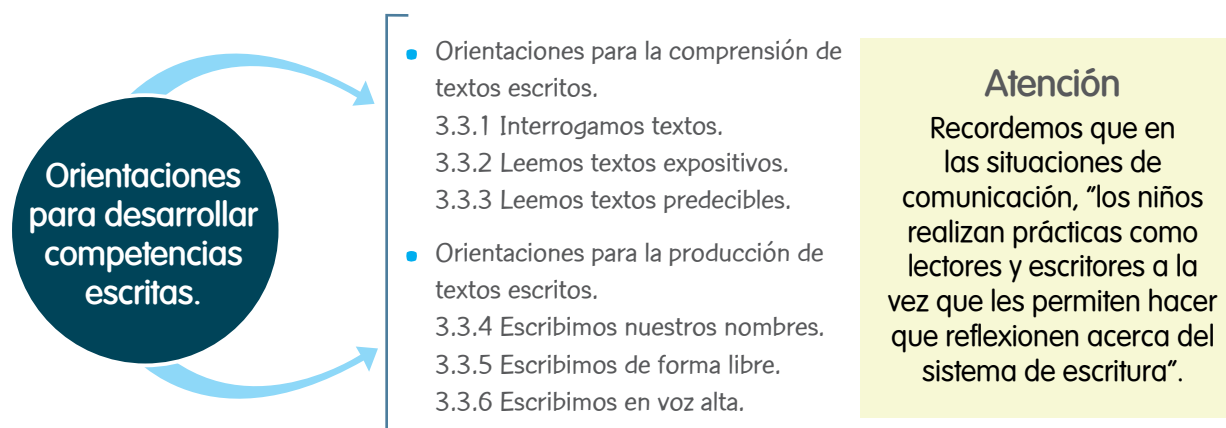 Orientaciones
para desarrollar
competencias
escritas.
• Orientaciones para la comprensión de
textos escritos.
3.3.1 Interrogamos textos.
3.3.2 Leemos textos expositivos.
3.3.3 Leemos textos predecibles.
• Orientaciones para la producción de
textos escritos.
3.3.4 Escribimos nuestros nombres.
3.3.5 Escribimos de forma libre.
3.3.6 Escribimos en voz alta.
Atención
Recordemos que en
las situaciones de
comunicación, "los niños
realizan prácticas como
lectores y escritores a la
vez que les permiten hacer
que reflexionen acerca del
sistema de escritura".